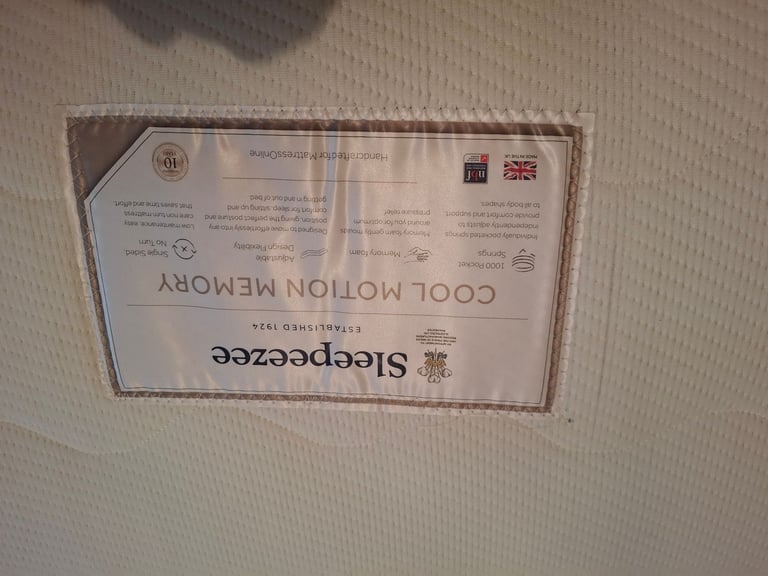 Sleepeezee
ESTABLISHED 1924
COOL MOTION MEMORY
1000 Pocket
Springs
Individually pocketed springs
independently adjusts to
provide comfort and support
to all body shapes
Memory foam
Memory foam gently moulds
around you for optimum
pressure relief
Adjustable
Design Flexibility
Designed to move effortlessly into any
position, giving the perfect posture and
comfort for sleep, sitting up and
getting in and out of bed
Single Sided
No Turn
Low maintenance, easy
care non turn mattress
that saves time and effort
MADE IN THE UK
nbf
Handcrafted for MattressOnline
10
YEARS